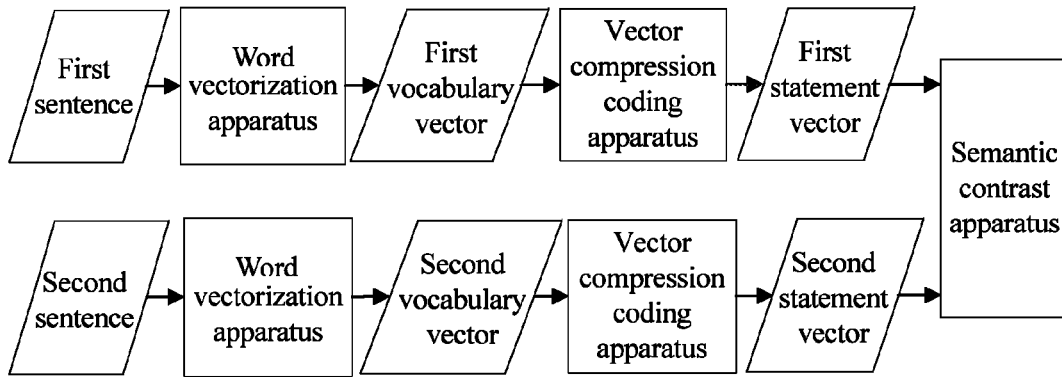 First
sentence
Word
vectorization
apparatus
First
vocabulary
vector
Vector
compression
coding
apparatus
First
statement
vector
Semantic
contrast
apparatus
Second
sentence
Word
vectorization
apparatus
Second
vocabulary
vector
Vector
compression
coding
apparatus
Second
statement
vector